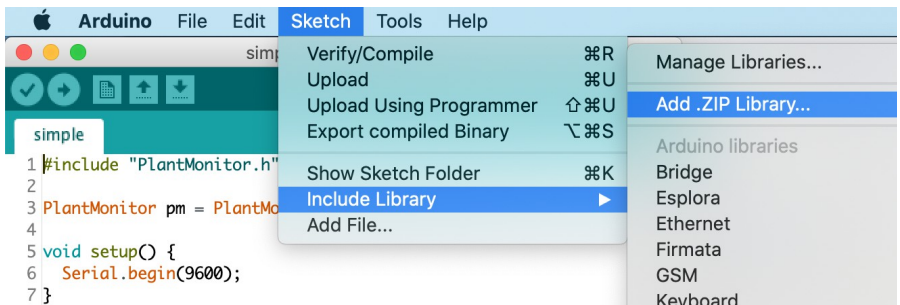 Arduino File Edit Sketch Tools Help
Verify/Compile ⌘R
Upload ⌘U
Upload Using Programmer ⇧⌘U
Export compiled Binary ⌥⌘S
Show Sketch Folder ⌘K
Include Library ▶
Add File...
Manage Libraries...
Add .ZIP Library...
Arduino libraries
Bridge
Esplora
Ethernet
Firmata
GSM
Keyboard
simp
simple
1 #include "PlantMonitor.h"
2
3 PlantMonitor pm = PlantMo
4
5 void setup() {
6 Serial.begin(9600);
7 }